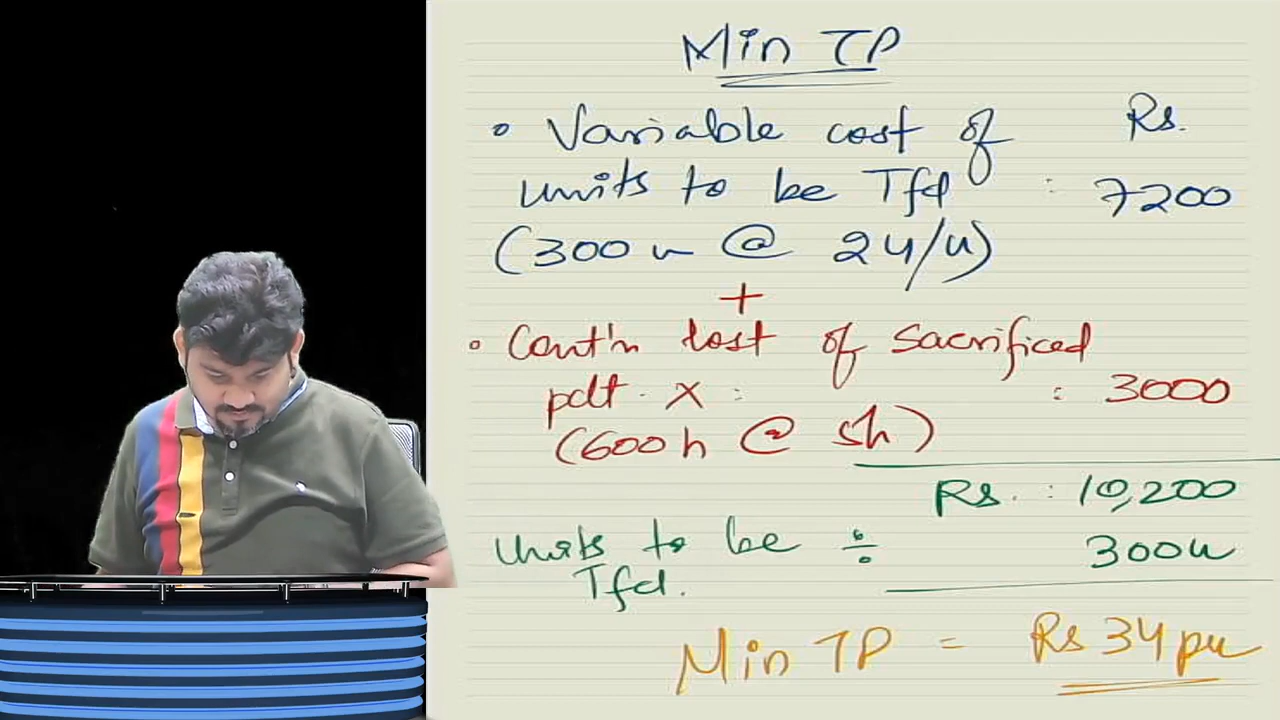 Min TP
• Variable cost of Rs.
units to be Tfd : 7200
(300 u @ 24/u)
+
• Cont'n lost of sacrificed
pdt. X : : 3000
(600 h @ 5/h)
Rs. : 10,200
Units to be ÷ 300u
Tfd.
Min TP = Rs 34 pu